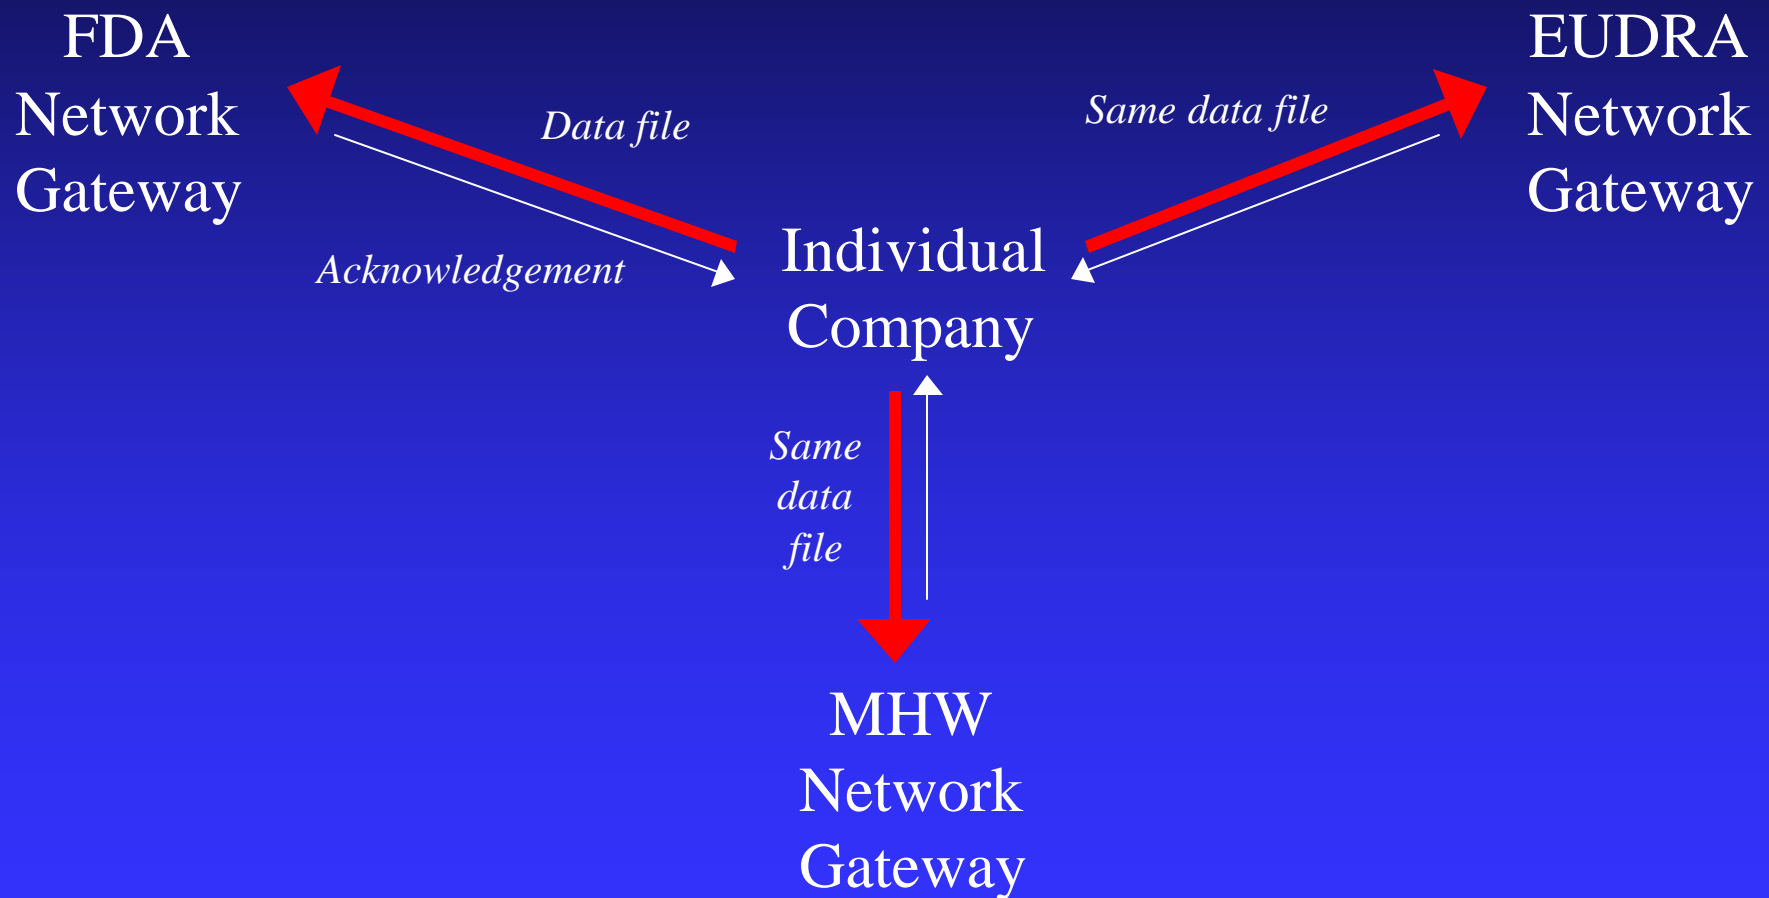 FDA
Network
Gateway
Data file
Acknowledgement
Same data file
EUDRA
Network
Gateway
Individual
Company
Same
data
file
MHW
Network
Gateway